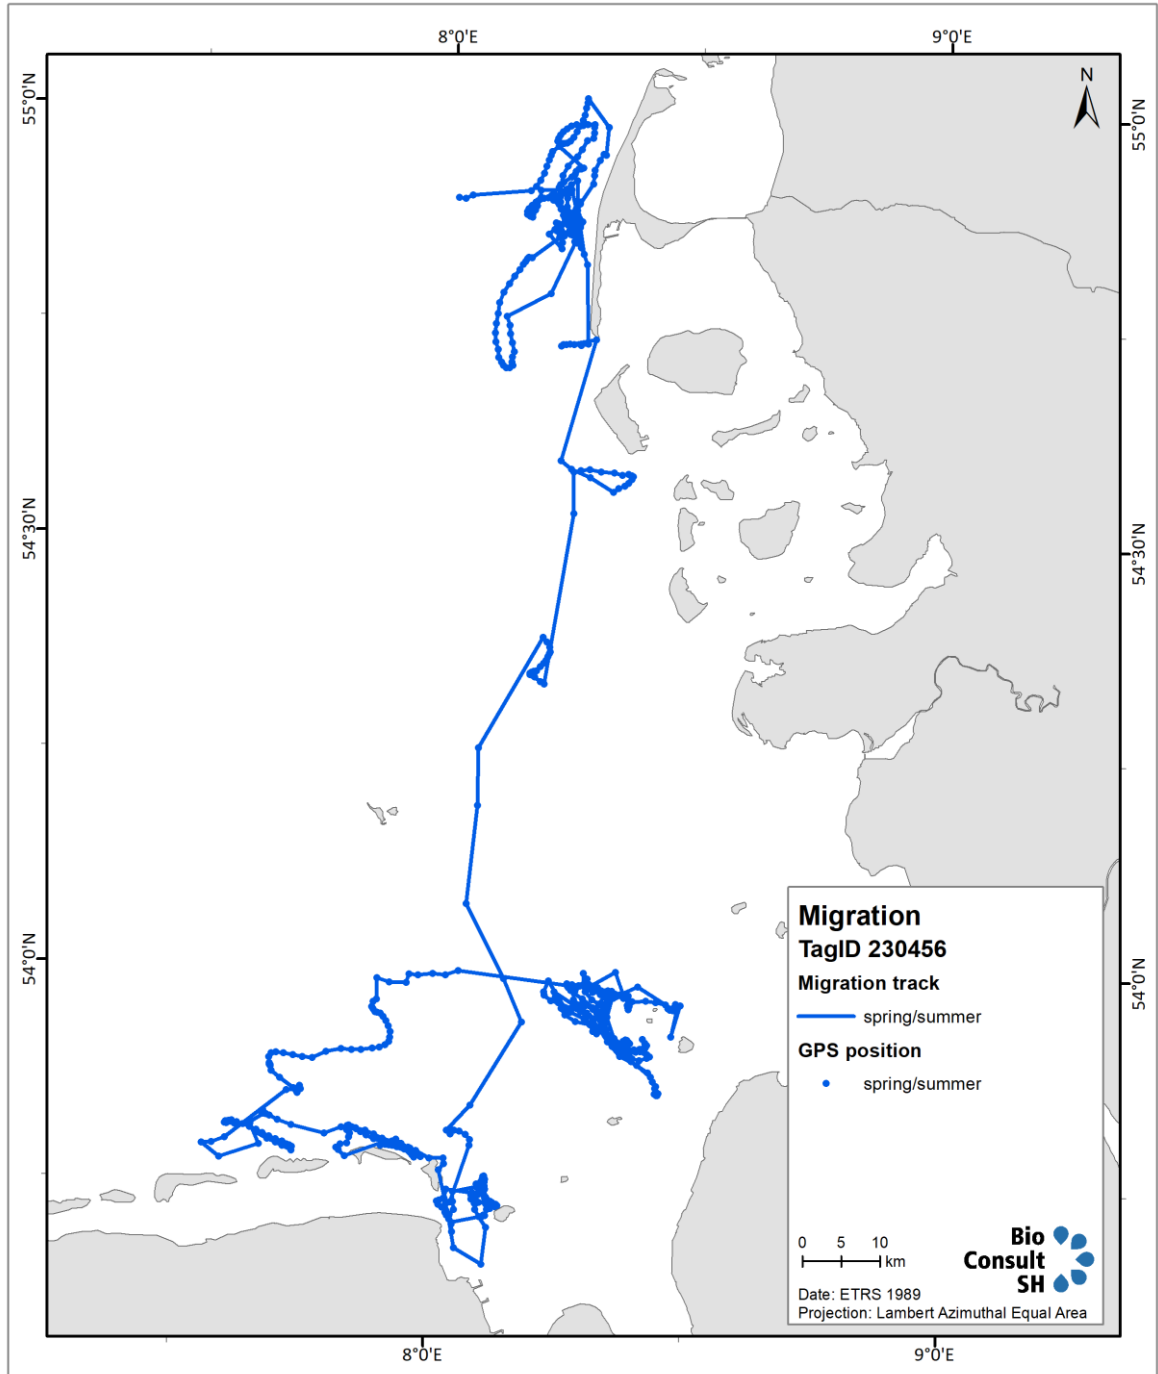 8°0'E
9°0'E
55°0'N
55°0'N
N
54°30'N
54°30'N
54°0'N
54°0'N
Migration
TagID 230456
Migration track
spring/summer
GPS position
spring/summer
0 5 10
km
Bio
Consult
SH
Date: ETRS 1989
Projection: Lambert Azimuthal Equal Area
8°0'E
9°0'E